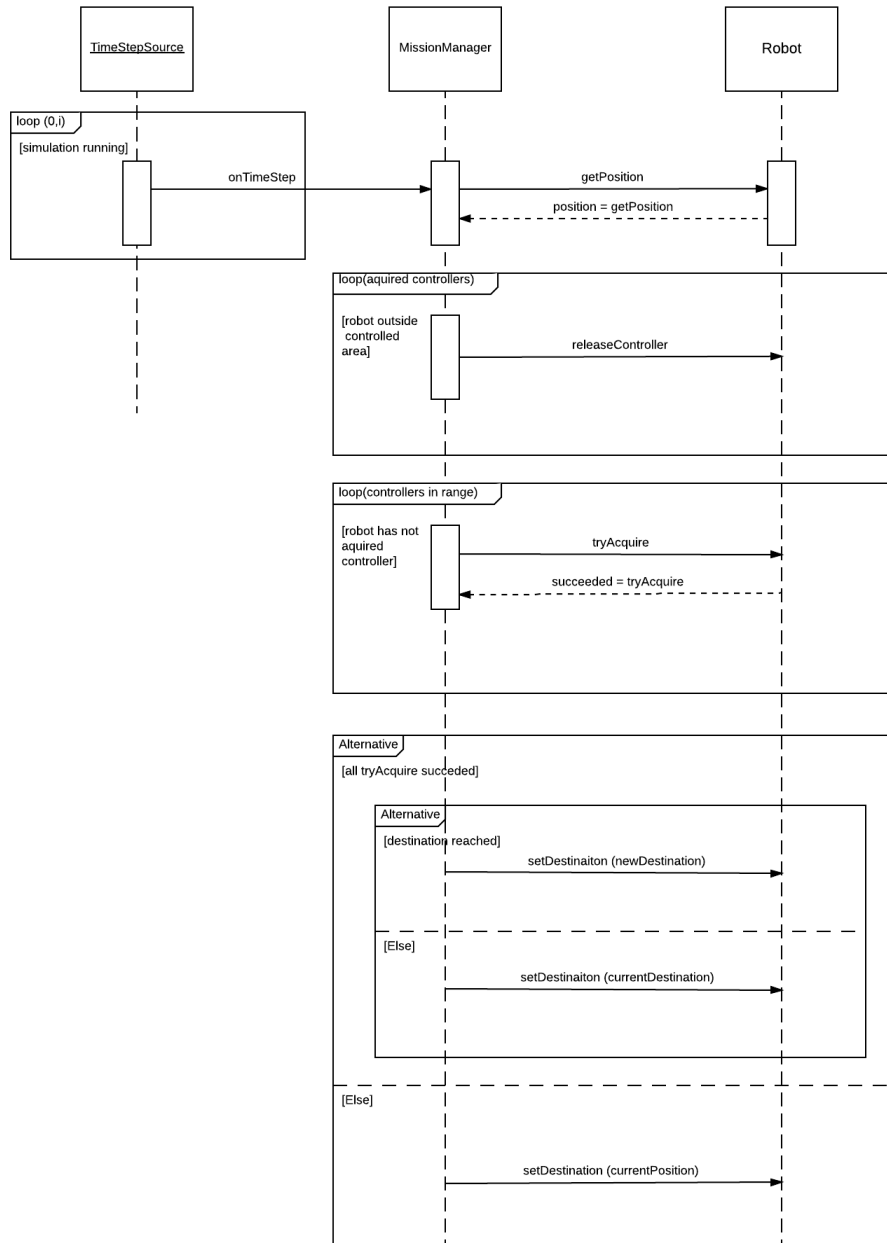 TimeStepSource
MissionManager
Robot
loop (0,i)
[simulation running]
onTimeStep
getPosition
position = getPosition
loop(aquired controllers)
[robot outside
controlled
area]
releaseController
loop(controllers in range)
[robot has not
aquired
controller]
tryAcquire
succeeded = tryAcquire
Alternative
[all tryAcquire succeded]
Alternative
[destination reached]
setDestinaiton (newDestination)
[Else]
setDestinaiton (currentDestination)
[Else]
setDestination (currentPosition)